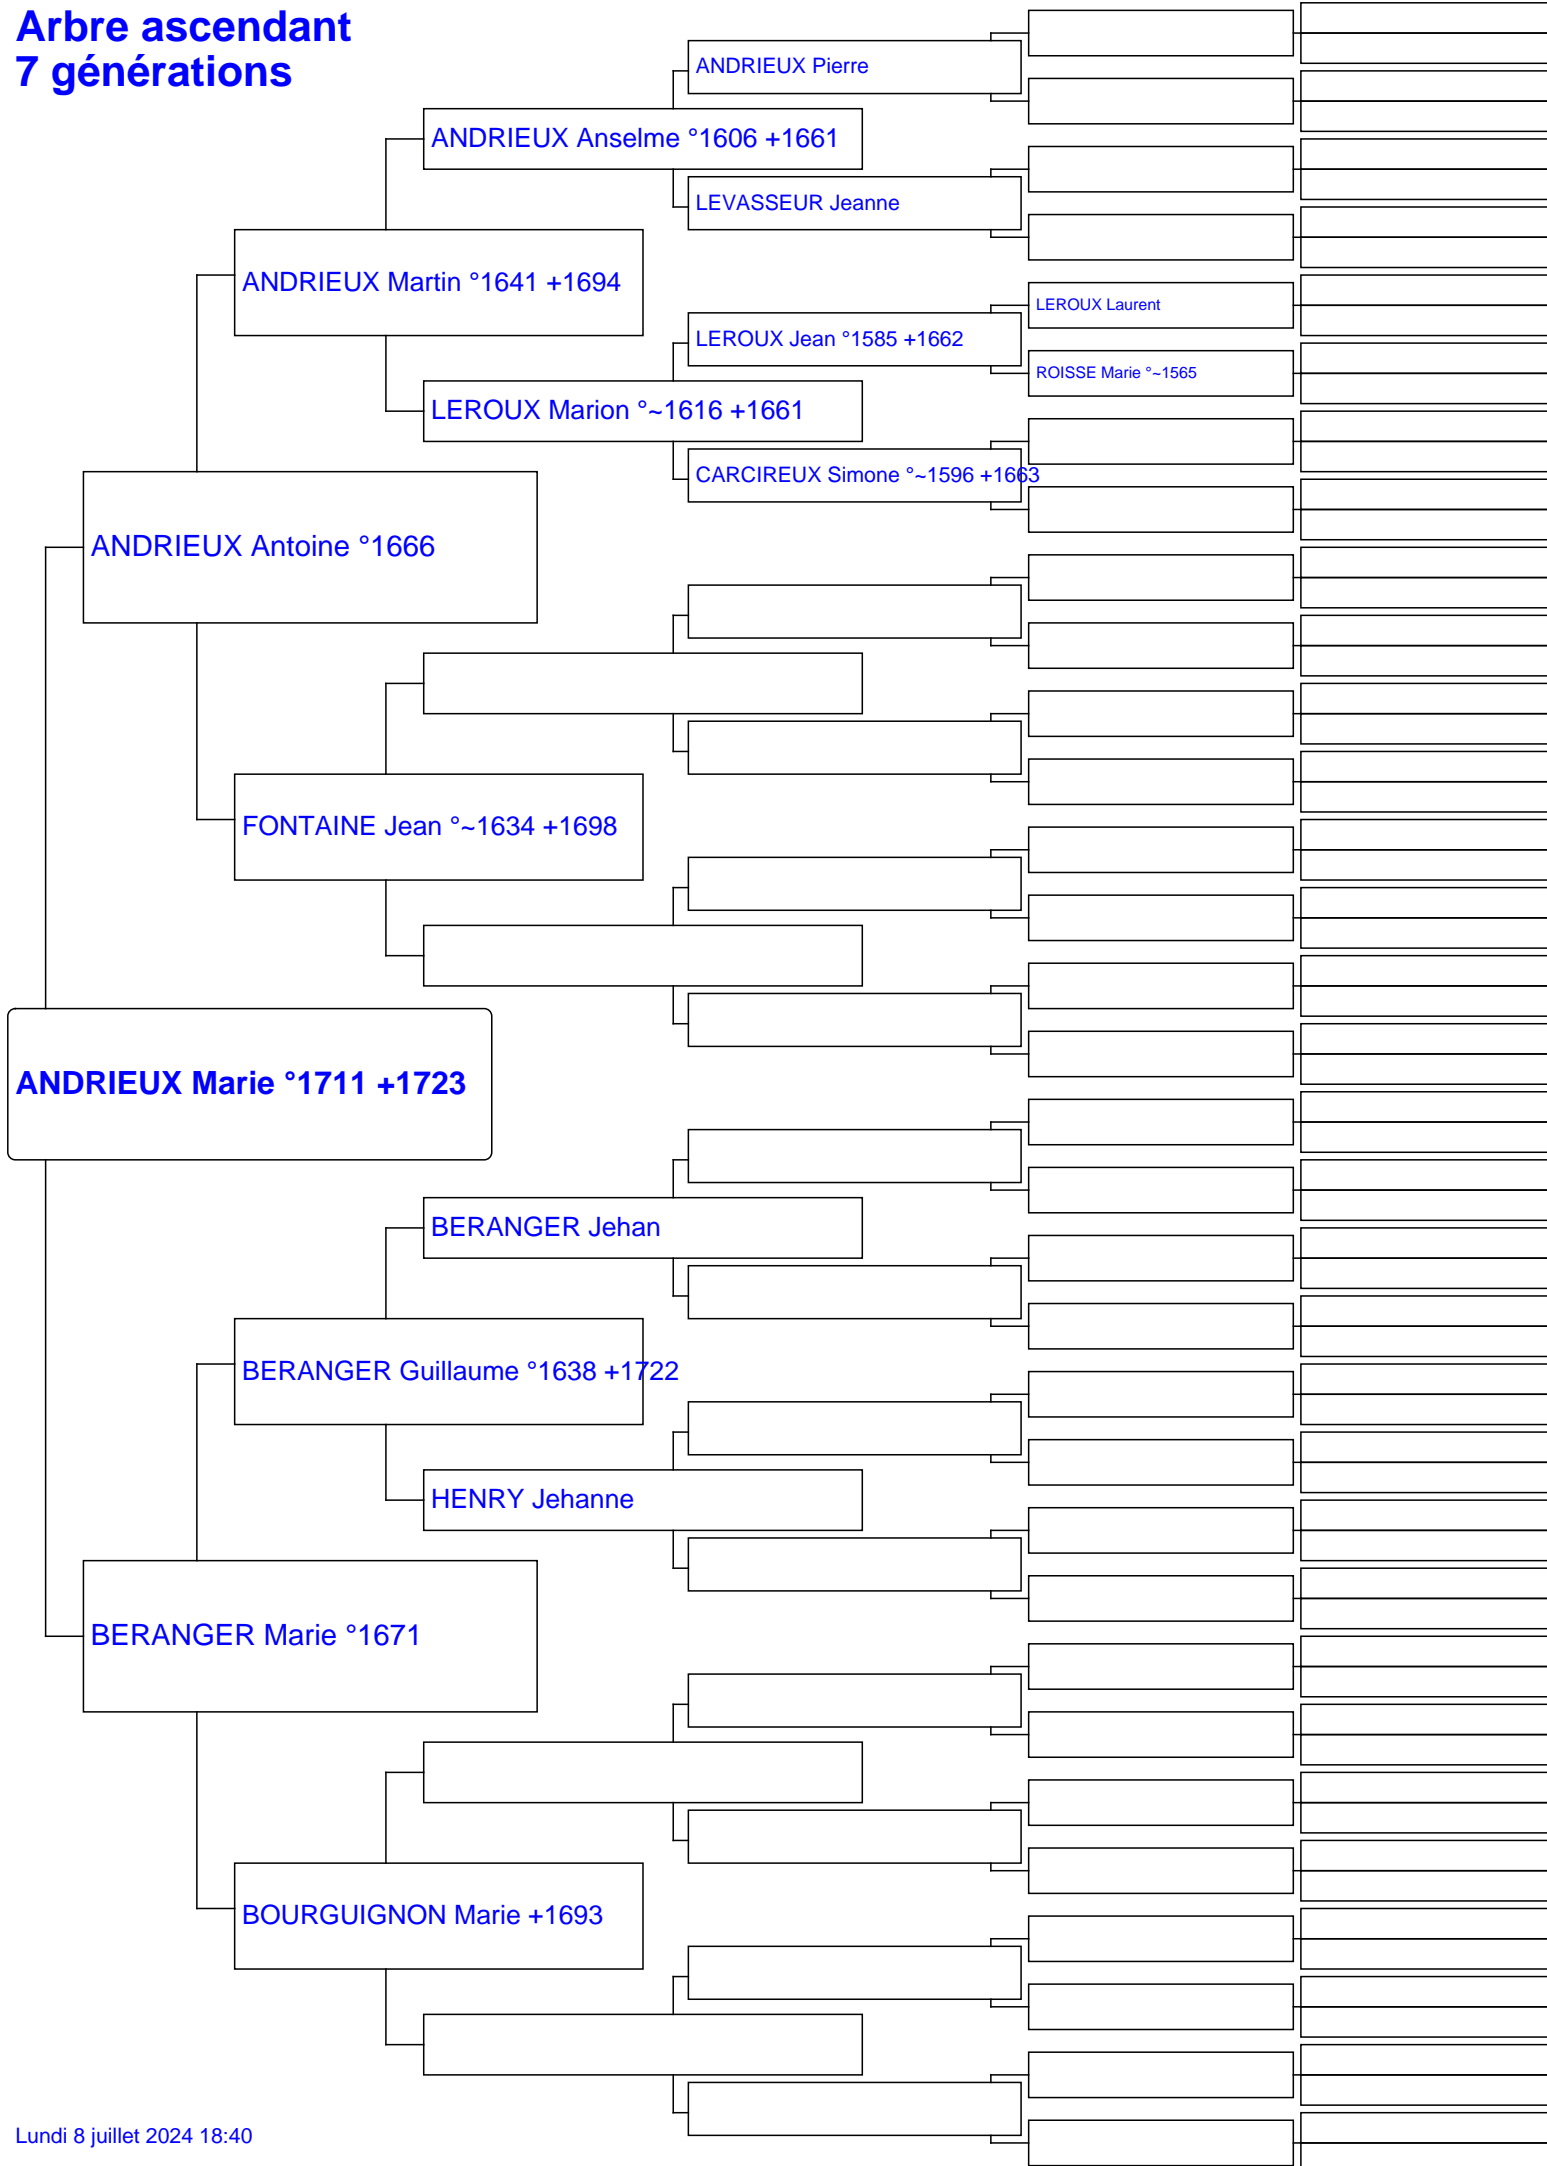 Arbre ascendant
7 générations
ANDRIEUX Pierre
ANDRIEUX Anselme °1606 +1661
LEVASSEUR Jeanne
ANDRIEUX Martin °1641 +1694
LEROUX Laurent
LEROUX Jean °1585 +1662
ROISSE Marie °~1565
LEROUX Marion °~1616 +1661
CARCIREUX Simone °~1596 +1663
ANDRIEUX Antoine °1666
FONTAINE Jean °~1634 +1698
ANDRIEUX Marie °1711 +1723
BERANGER Jehan
BERANGER Guillaume °1638 +1722
HENRY Jehanne
BERANGER Marie °1671
BOURGUIGNON Marie +1693
Lundi 8 juillet 2024 18:40